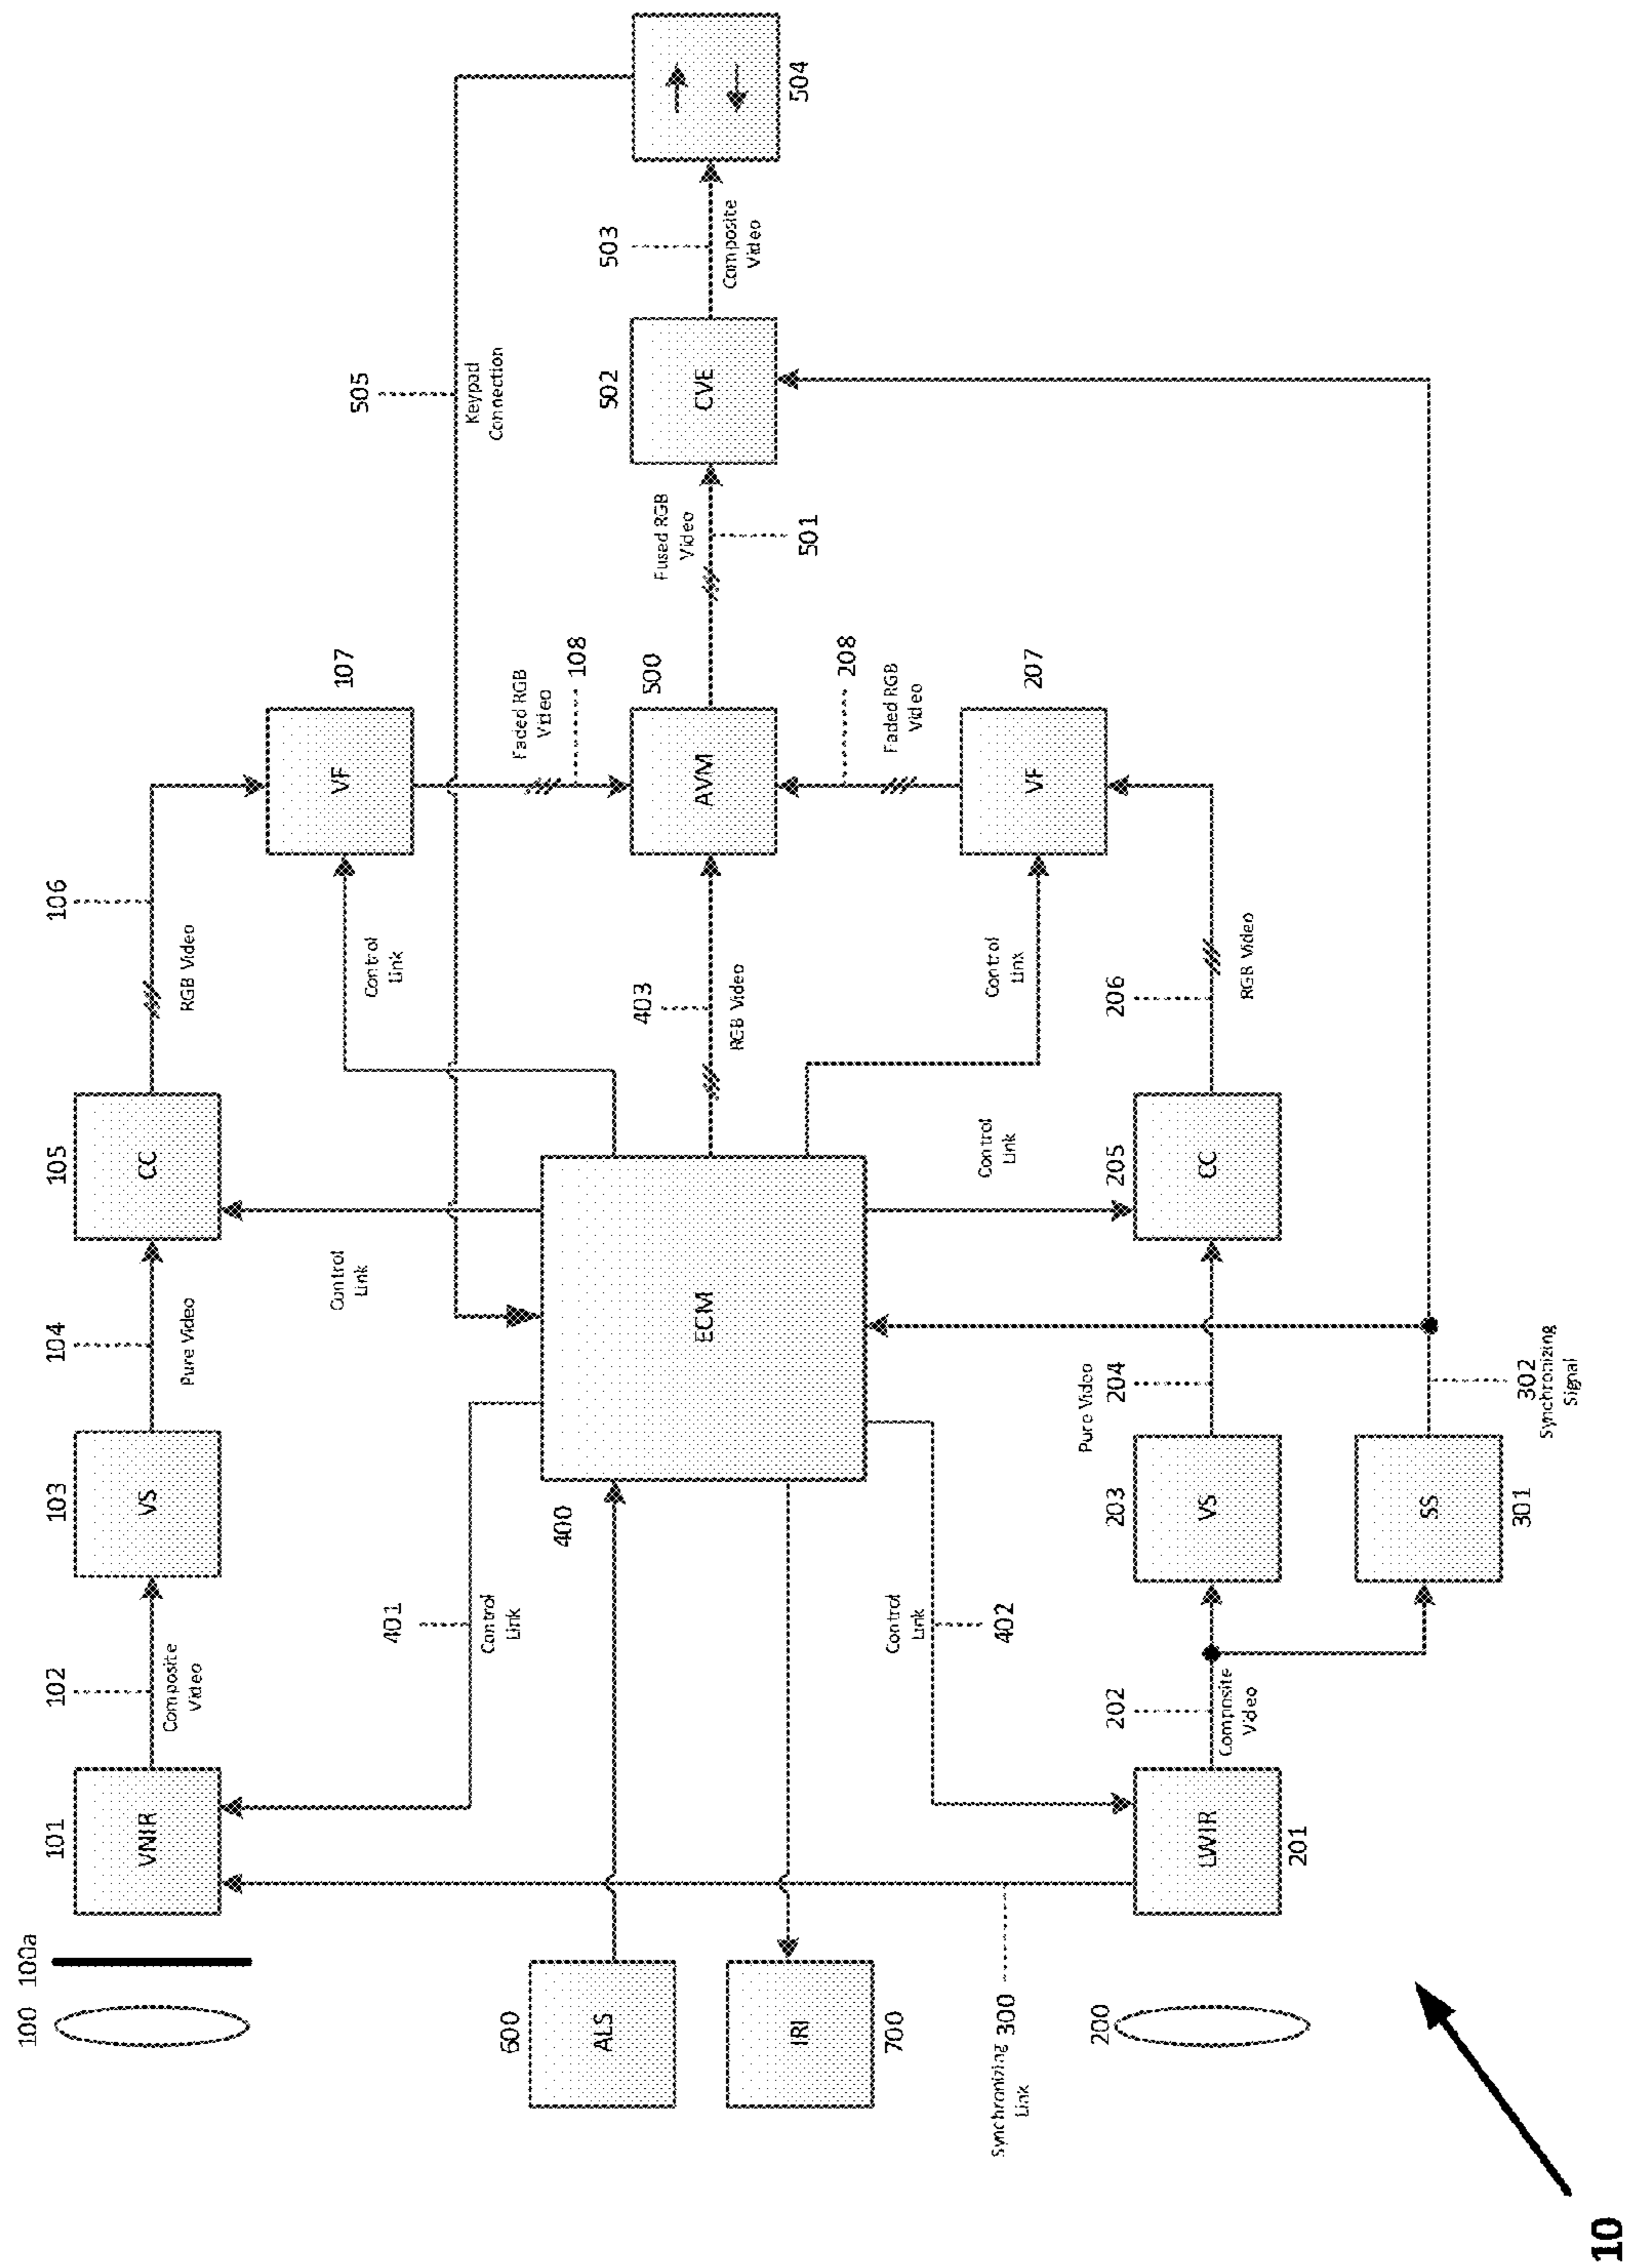 100
100a
101
VNIR
102
Composite
Video
103
VS
104
Pure Video
105
CC
106
RGB Video
107
VF
Control
Link
Control
Link
401
Control
Link
505
Keypad
Connection
Faded RGB
Video
108
600
ALS
400
ECM
403
RGB Video
500
AVM
Fused RGB
Video
501
502
CVE
503
Composite
Video
504
IRI
700
208
Faded RGB
Video
Control
Link
402
Control
Link
Control
Link
207
VF
Synchronizing
Link
300
200
LWIR
201
202
Composite
Video
203
VS
Pure Video
204
205
CC
206
RGB Video
SS
301
302
Synchronizing
Signal
10